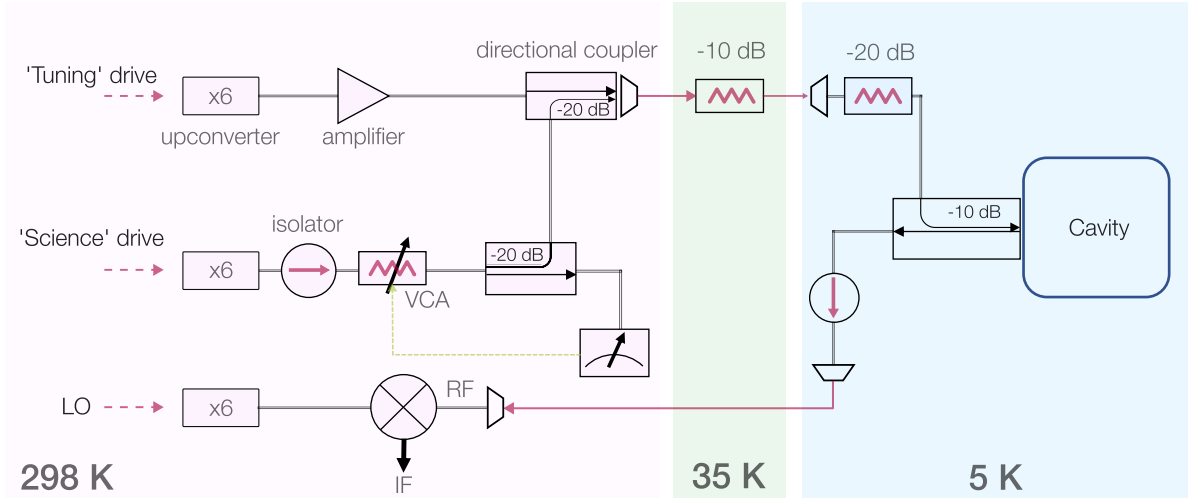 directional coupler
-10 dB
-20 dB
'Tuning' drive
x6
-20 dB
upconverter
amplifier
-10 dB
Cavity
isolator
'Science' drive
x6
-20 dB
VCA
RF
LO
x6
IF
298 K
35 K
5 K